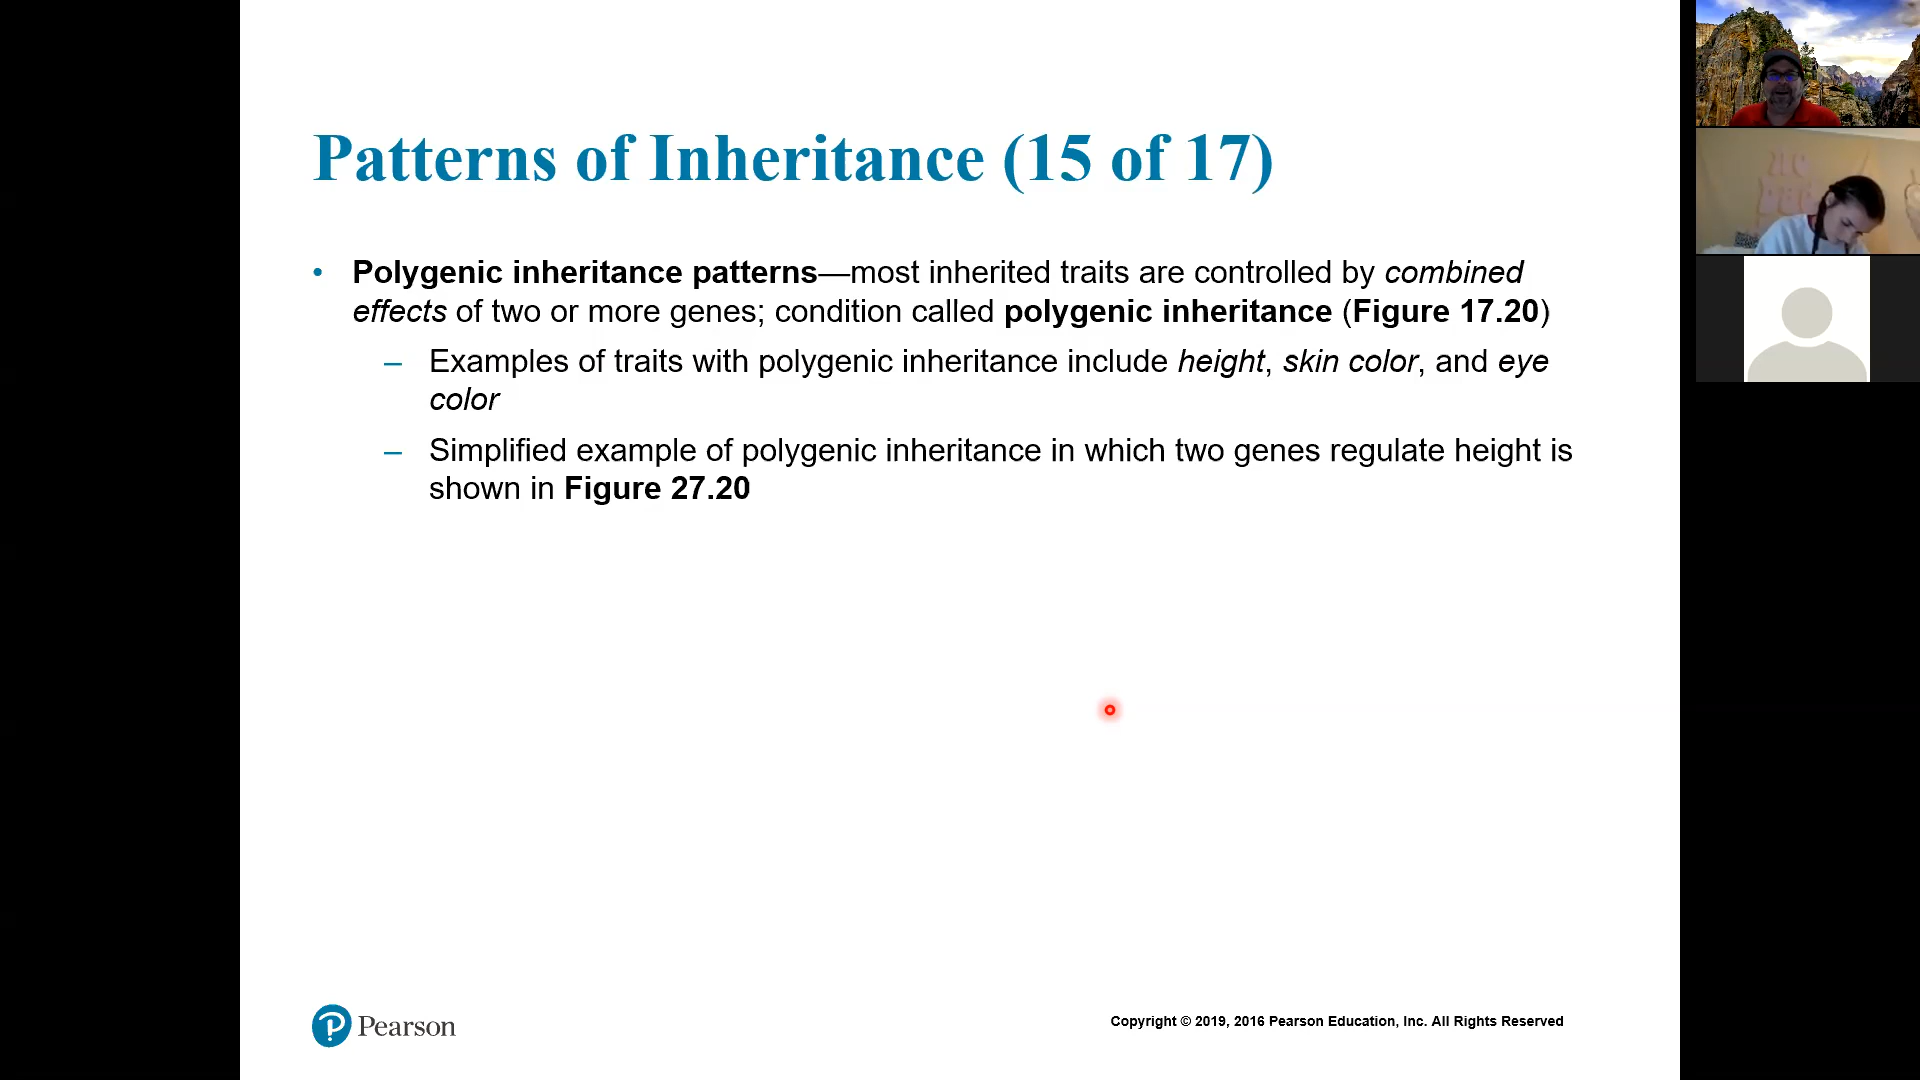 Patterns of Inheritance (15 of 17)
• Polygenic inheritance patterns—most inherited traits are controlled by combined
effects of two or more genes; condition called polygenic inheritance (Figure 17.20)
– Examples of traits with polygenic inheritance include height, skin color, and eye
color
– Simplified example of polygenic inheritance in which two genes regulate height is
shown in Figure 27.20
Pearson
Copyright © 2019, 2016 Pearson Education, Inc. All Rights Reserved